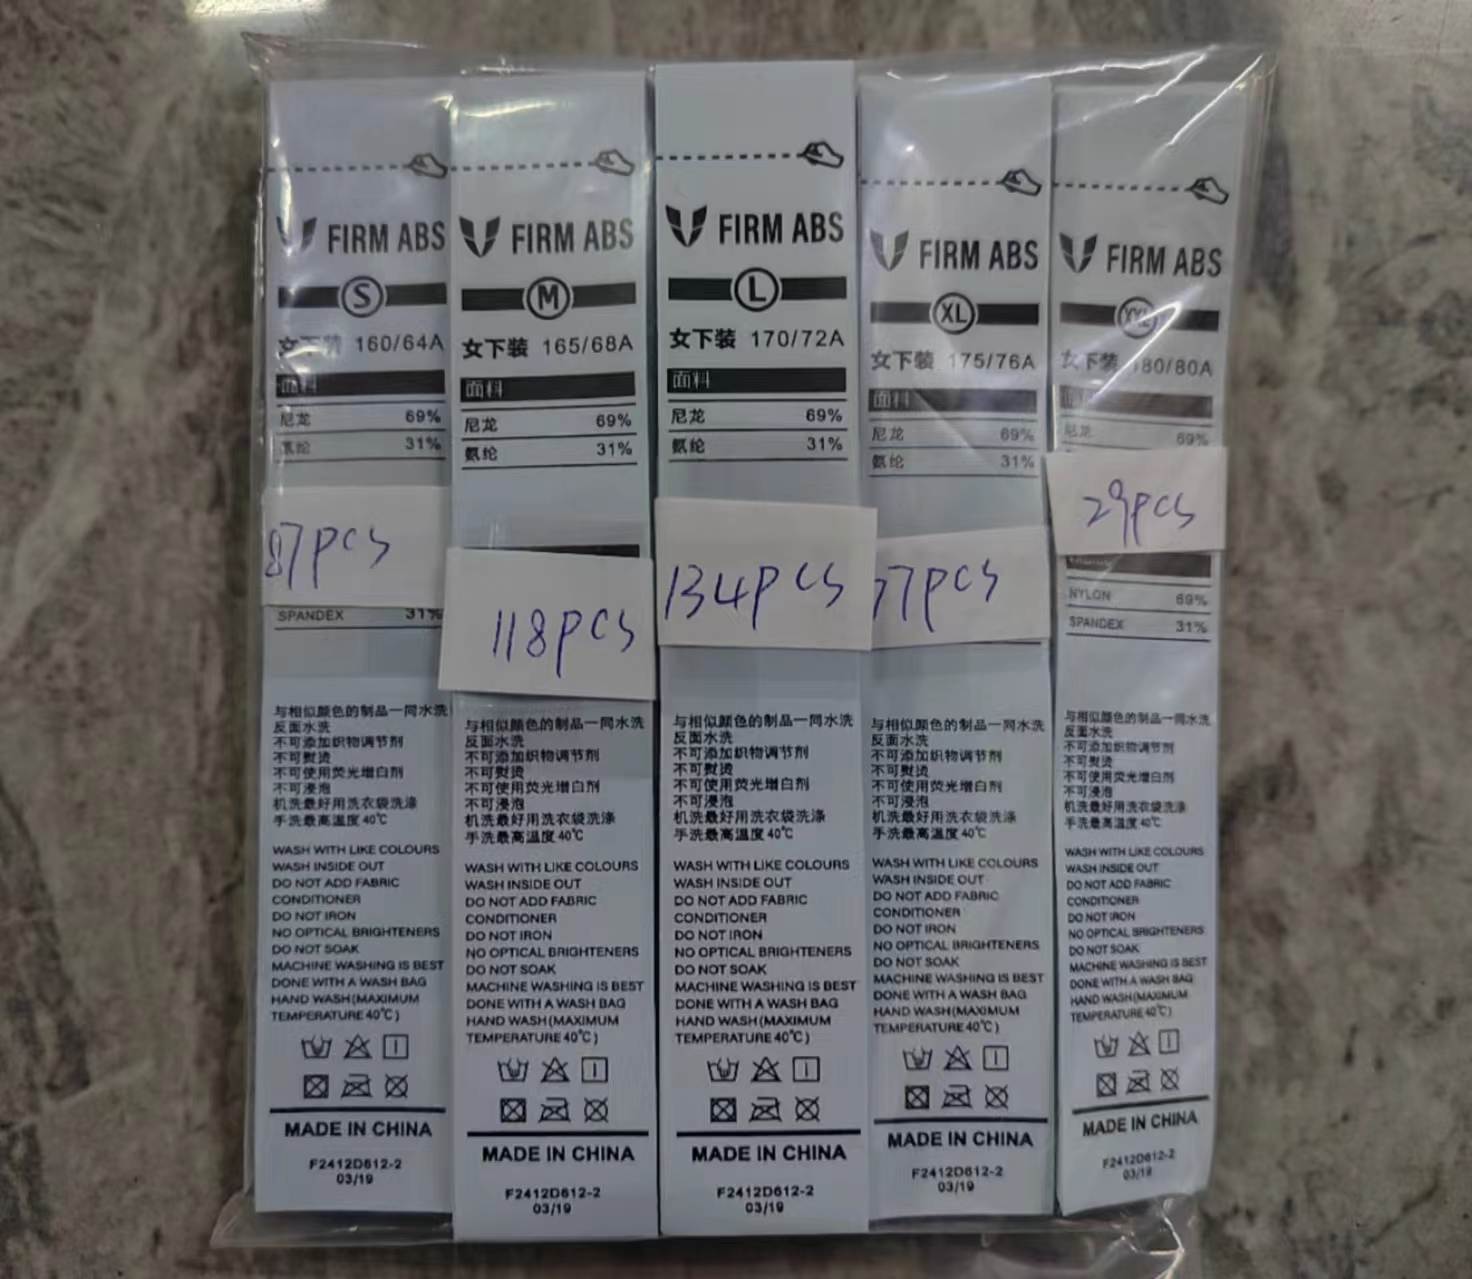 FIRM ABS
S
女下装 160/64A
面料
尼龙 69%
氨纶 31%
87pcs
SPANDEX 31%
与相似颜色的制品一同水洗
反面水洗
不可添加织物调节剂
不可熨烫
不可使用荧光增白剂
不可浸泡
机洗最好用洗衣袋洗涤
手洗最高温度40℃
WASH WITH LIKE COLOURS
WASH INSIDE OUT
DO NOT ADD FABRIC
CONDITIONER
DO NOT IRON
NO OPTICAL BRIGHTENERS
DO NOT SOAK
MACHINE WASHING IS BEST
DONE WITH A WASH BAG
HAND WASH(MAXIMUM
TEMPERATURE 40℃)
MADE IN CHINA
F2412D612-2
03/19
FIRM ABS
M
女下装 165/68A
面料
尼龙 69%
氨纶 31%
118pcs
与相似颜色的制品一同水洗
反面水洗
不可添加织物调节剂
不可熨烫
不可使用荧光增白剂
不可浸泡
机洗最好用洗衣袋洗涤
手洗最高温度40℃
WASH WITH LIKE COLOURS
WASH INSIDE OUT
DO NOT ADD FABRIC
CONDITIONER
DO NOT IRON
NO OPTICAL BRIGHTENERS
DO NOT SOAK
MACHINE WASHING IS BEST
DONE WITH A WASH BAG
HAND WASH(MAXIMUM
TEMPERATURE 40℃)
MADE IN CHINA
F2412D612-2
03/19
FIRM ABS
L
女下装 170/72A
面料
尼龙 69%
氨纶 31%
134pcs
与相似颜色的制品一同水洗
反面水洗
不可添加织物调节剂
不可熨烫
不可使用荧光增白剂
不可浸泡
机洗最好用洗衣袋洗涤
手洗最高温度40℃
WASH WITH LIKE COLOURS
WASH INSIDE OUT
DO NOT ADD FABRIC
CONDITIONER
DO NOT IRON
NO OPTICAL BRIGHTENERS
DO NOT SOAK
MACHINE WASHING IS BEST
DONE WITH A WASH BAG
HAND WASH(MAXIMUM
TEMPERATURE 40℃)
MADE IN CHINA
F2412D612-2
03/19
FIRM ABS
XL
女下装 175/76A
面料
尼龙 69%
氨纶 31%
77pcs
与相似颜色的制品一同水洗
反面水洗
不可添加织物调节剂
不可熨烫
不可使用荧光增白剂
不可浸泡
机洗最好用洗衣袋洗涤
手洗最高温度40℃
WASH WITH LIKE COLOURS
WASH INSIDE OUT
DO NOT ADD FABRIC
CONDITIONER
DO NOT IRON
NO OPTICAL BRIGHTENERS
DO NOT SOAK
MACHINE WASHING IS BEST
DONE WITH A WASH BAG
HAND WASH(MAXIMUM
TEMPERATURE 40℃)
MADE IN CHINA
F2412D612-2
03/19
FIRM ABS
XXL
女下装 180/80A
面料
尼龙 69%
29pcs
NYLON 69%
SPANDEX 31%
与相似颜色的制品一同水洗
反面水洗
不可添加织物调节剂
不可熨烫
不可使用荧光增白剂
不可浸泡
机洗最好用洗衣袋洗涤
手洗最高温度40℃
WASH WITH LIKE COLOURS
WASH INSIDE OUT
DO NOT ADD FABRIC
CONDITIONER
DO NOT IRON
NO OPTICAL BRIGHTENERS
DO NOT SOAK
MACHINE WASHING IS BEST
DONE WITH A WASH BAG
HAND WASH(MAXIMUM
TEMPERATURE 40℃)
MADE IN CHINA
F2412D612-2
03/19